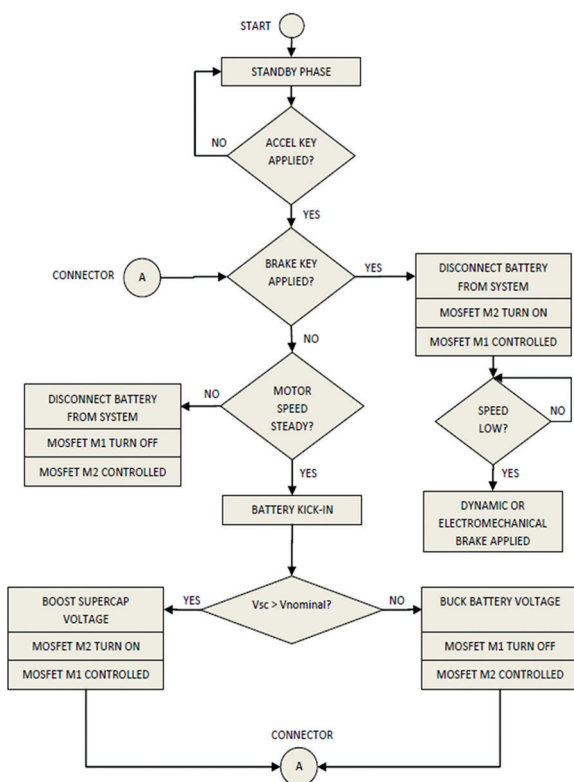 START
STANDBY PHASE
NO
ACCEL KEY
APPLIED?
YES
CONNECTOR
A
BRAKE KEY
APPLIED?
YES
DISCONNECT BATTERY
FROM SYSTEM
MOSFET M2 TURN ON
MOSFET M1 CONTROLLED
NO
DISCONNECT BATTERY
FROM SYSTEM
MOSFET M1 TURN OFF
MOSFET M2 CONTROLLED
NO
MOTOR
SPEED
STEADY?
SPEED
LOW?
NO
YES
YES
BATTERY KICK-IN
DYNAMIC OR
ELECTROMECHANICAL
BRAKE APPLIED
BOOST SUPERCAP
VOLTAGE
MOSFET M2 TURN ON
MOSFET M1 CONTROLLED
YES
Vsc > Vnominal?
NO
BUCK BATTERY VOLTAGE
MOSFET M1 TURN OFF
MOSFET M2 CONTROLLED
CONNECTOR
A